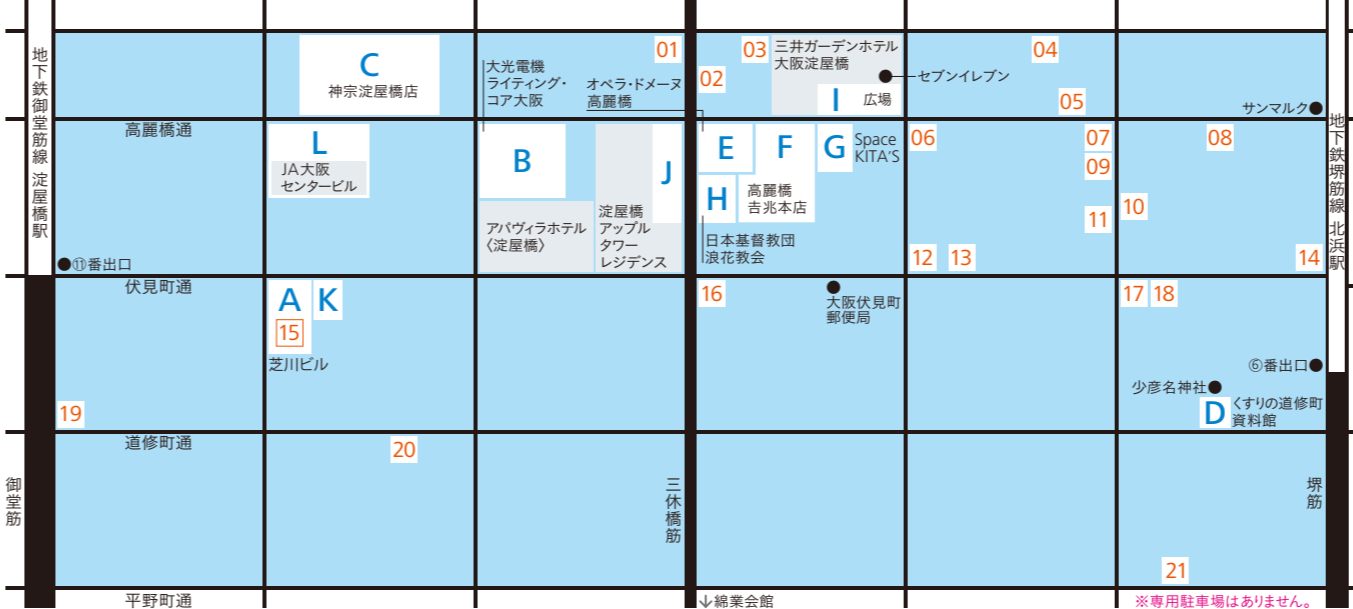 地下鉄御堂筋線 淀屋橋駅
C
神宗淀屋橋店
大光電機
ライティング・
コア大阪
オペラ・ドメーヌ
高麗橋
01
02
03
三井ガーデンホテル
大阪淀屋橋
セブンイレブン
I
広場
04
05
サンマルク
地下鉄堺筋線 北浜駅
高麗橋通
L
JA大阪
センタービル
B
アパヴィラホテル
〈淀屋橋〉
J
淀屋橋
アップル
タワー
レジデンス
E
F
高麗橋
吉兆本店
G
Space
KITA'S
H
日本基督教団
浪花教会
06
07
08
09
10
11
12
13
14
⑪番出口
伏見町通
A
K
15
芝川ビル
16
大阪伏見町
郵便局
17
18
⑥番出口
少彦名神社
D
くすりの道修町
資料館
19
道修町通
20
御堂筋
三休橋筋
堺筋
21
平野町通
↓綿業会館
※専用駐車場はありません。